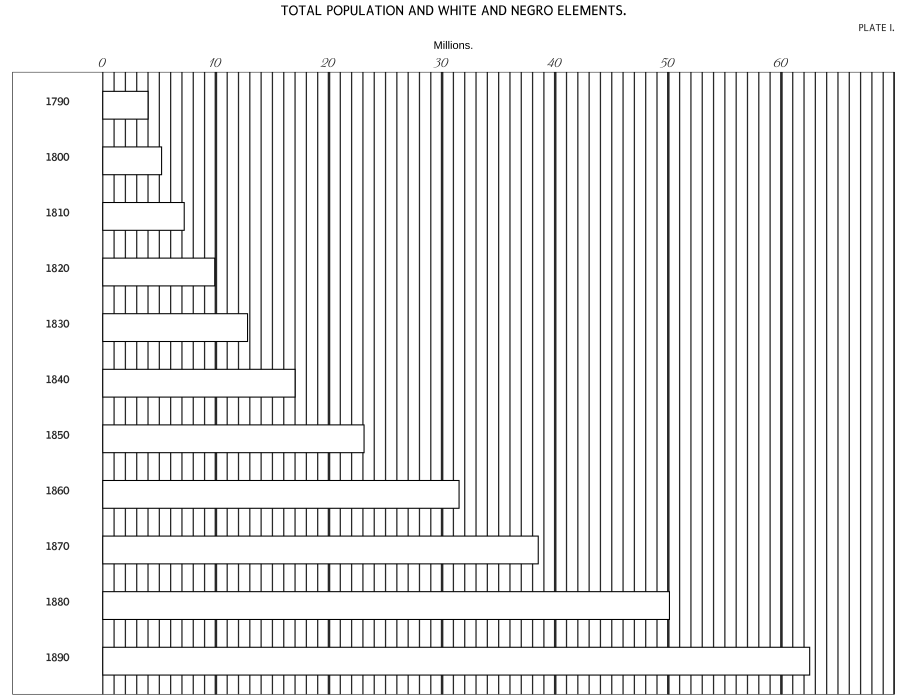 TOTAL POPULATION AND WHITE AND NEGRO ELEMENTS.
PLATE I.
Millions.
0 10 20 30 40 50 60
1790
1800
1810
1820
1830
1840
1850
1860
1870
1880
1890